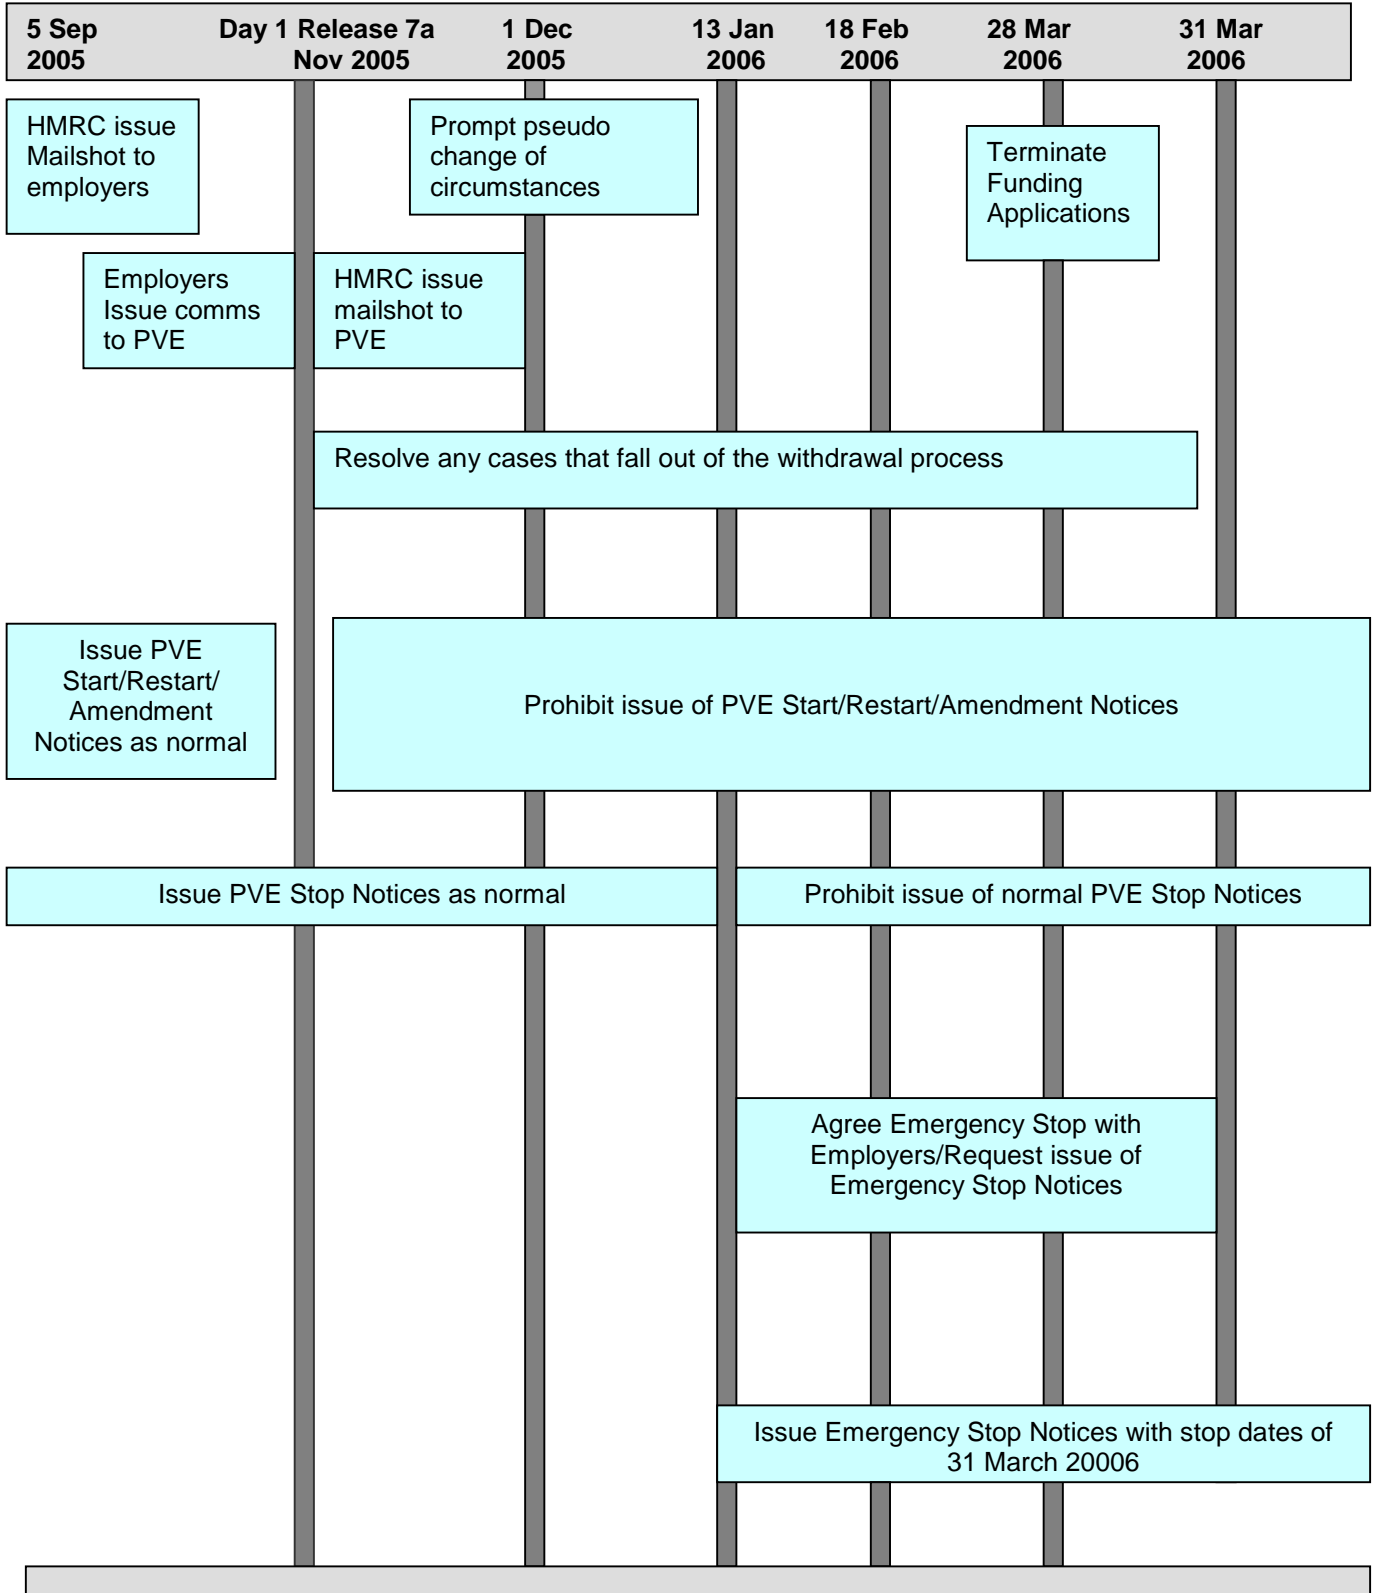 5 Sep
2005
Day 1 Release 7a
Nov 2005
1 Dec
2005
13 Jan
2006
18 Feb
2006
28 Mar
2006
31 Mar
2006
HMRC issue
Mailshot to
employers
Prompt pseudo
change of
circumstances
Terminate
Funding
Applications
Employers
Issue comms
to PVE
HMRC issue
mailshot to
PVE
Resolve any cases that fall out of the withdrawal process
Issue PVE
Start/Restart/
Amendment
Notices as normal
Prohibit issue of PVE Start/Restart/Amendment Notices
Issue PVE Stop Notices as normal
Prohibit issue of normal PVE Stop Notices
Agree Emergency Stop with
Employers/Request issue of
Emergency Stop Notices
Issue Emergency Stop Notices with stop dates of
31 March 20006